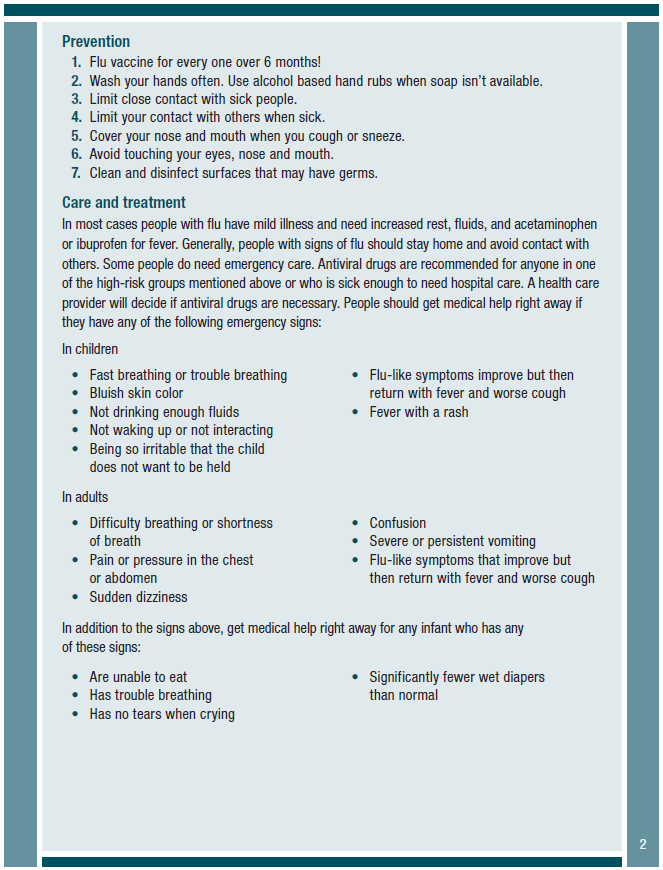 Prevention
1. Flu vaccine for every one over 6 months!
2. Wash your hands often. Use alcohol based hand rubs when soap isn't available.
3. Limit close contact with sick people.
4. Limit your contact with others when sick.
5. Cover your nose and mouth when you cough or sneeze.
6. Avoid touching your eyes, nose and mouth.
7. Clean and disinfect surfaces that may have germs.
Care and treatment
In most cases people with flu have mild illness and need increased rest, fluids, and acetaminophen
or ibuprofen for fever. Generally, people with signs of flu should stay home and avoid contact with
others. Some people do need emergency care. Antiviral drugs are recommended for anyone in one
of the high-risk groups mentioned above or who is sick enough to need hospital care. A health care
provider will decide if antiviral drugs are necessary. People should get medical help right away if
they have any of the following emergency signs:
In children
• Fast breathing or trouble breathing
• Bluish skin color
• Not drinking enough fluids
• Not waking up or not interacting
• Being so irritable that the child
does not want to be held
• Flu-like symptoms improve but then
return with fever and worse cough
• Fever with a rash
In adults
• Difficulty breathing or shortness
of breath
• Pain or pressure in the chest
or abdomen
• Sudden dizziness
• Confusion
• Severe or persistent vomiting
• Flu-like symptoms that improve but
then return with fever and worse cough
In addition to the signs above, get medical help right away for any infant who has any
of these signs:
• Are unable to eat
• Has trouble breathing
• Has no tears when crying
• Significantly fewer wet diapers
than normal
2